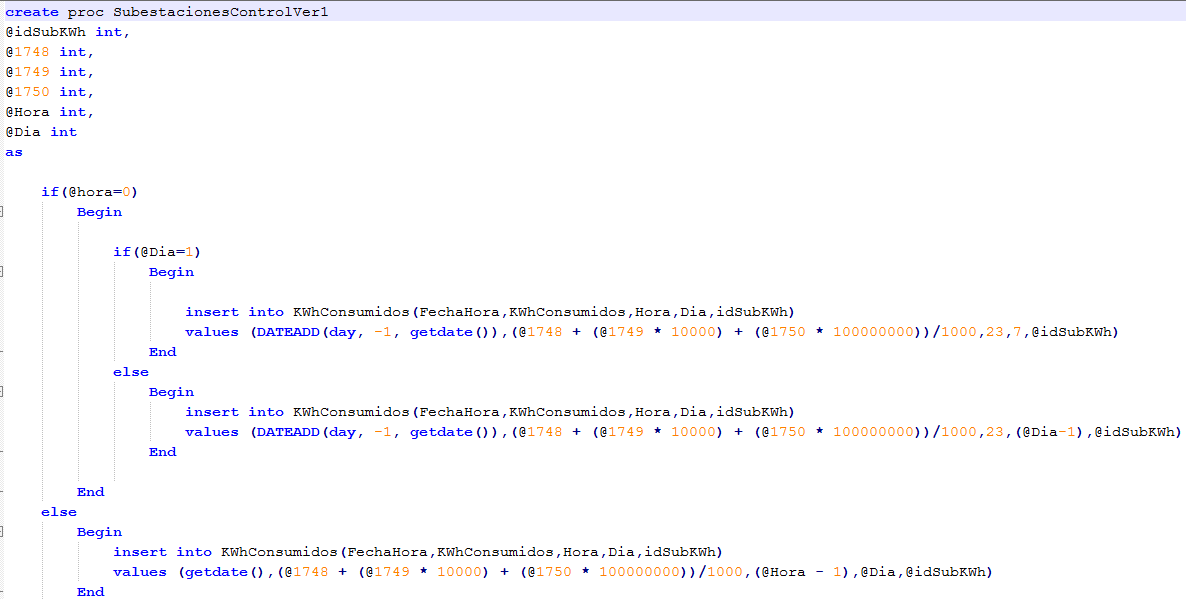 create proc SubestacionesControlVer1
@idSubKWh int,
@1748 int,
@1749 int,
@1750 int,
@Hora int,
@Dia int
as
if(@hora=0)
Begin
if(@Dia=1)
Begin
insert into KWhConsumidos(FechaHora,KWhConsumidos,Hora,Dia,idSubKWh)
values (DATEADD(day, -1, getdate()),(@1748 + (@1749 * 10000) + (@1750 * 100000000))/1000,23,7,@idSubKWh)
End
else
Begin
insert into KWhConsumidos(FechaHora,KWhConsumidos,Hora,Dia,idSubKWh)
values (DATEADD(day, -1, getdate()),(@1748 + (@1749 * 10000) + (@1750 * 100000000))/1000,23,(@Dia-1),@idSubKWh)
End
End
else
Begin
insert into KWhConsumidos(FechaHora,KWhConsumidos,Hora,Dia,idSubKWh)
values (getdate(),(@1748 + (@1749 * 10000) + (@1750 * 100000000))/1000,(@Hora - 1),@Dia,@idSubKWh)
End